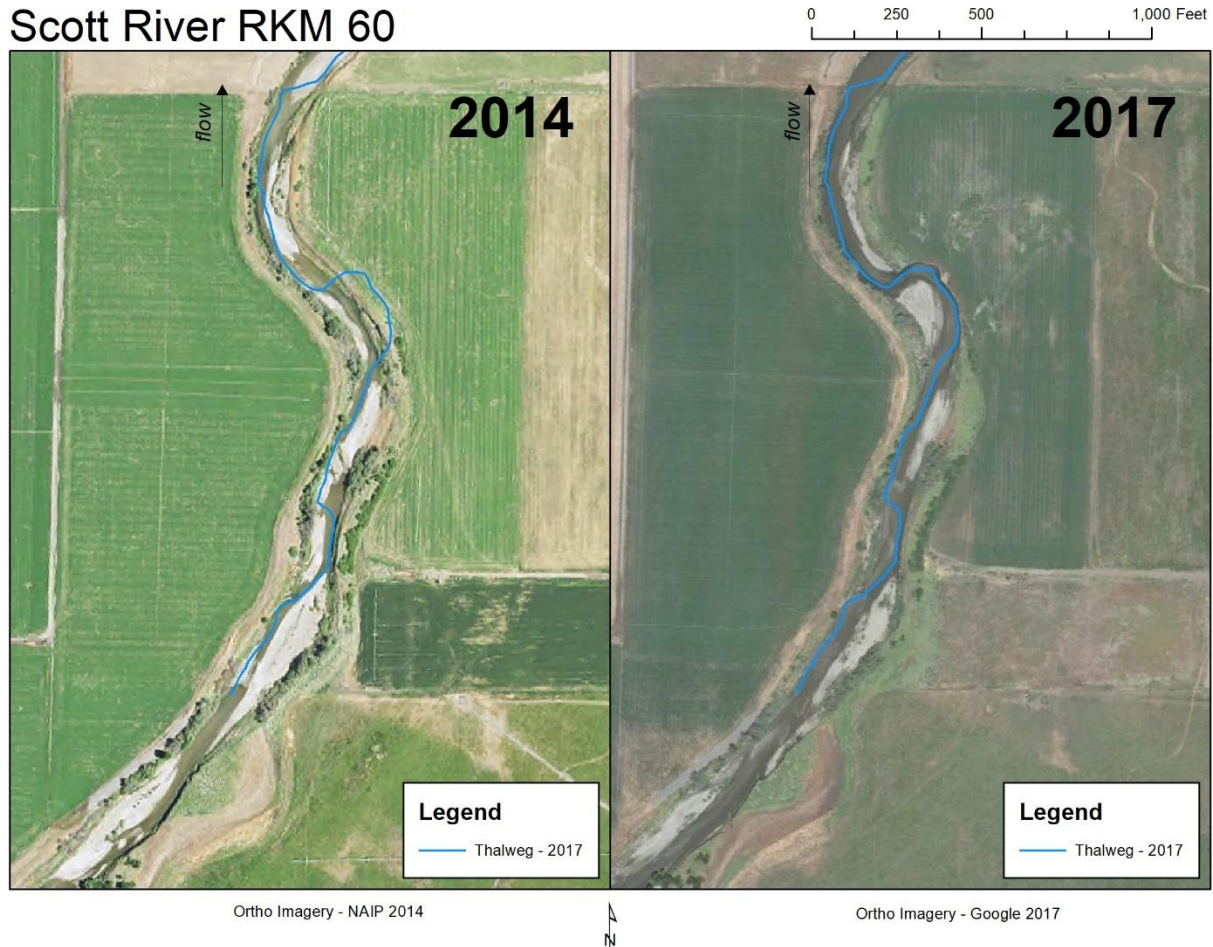 Scott River RKM 60
0 250 500 1,000 Feet
flow
2014
Legend
Thalweg - 2017
flow
2017
Legend
Thalweg - 2017
Ortho Imagery - NAIP 2014
N
Ortho Imagery - Google 2017